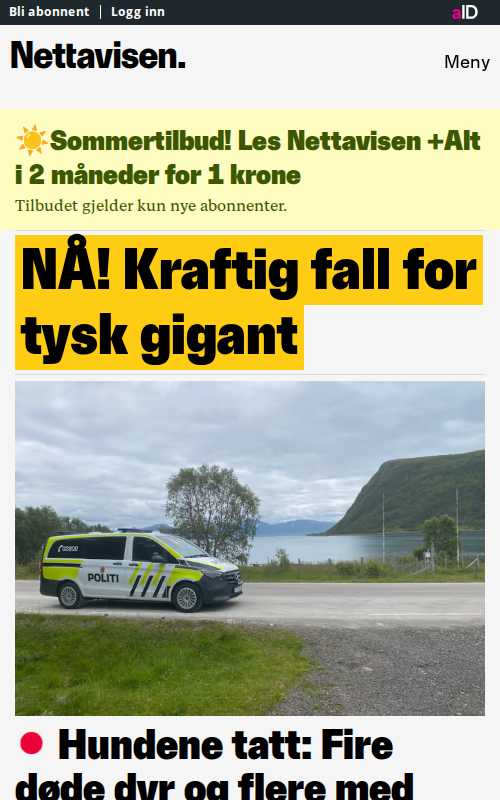 Bli abonnent
Logg inn
aID
Nettavisen.
Meny
☀️Sommertilbud! Les Nettavisen +Alt
i 2 måneder for 1 krone
Tilbudet gjelder kun nye abonnenter.
NÅ! Kraftig fall for
tysk gigant
02800
POLITI
Hundene tatt: Fire
døde dyr og flere med